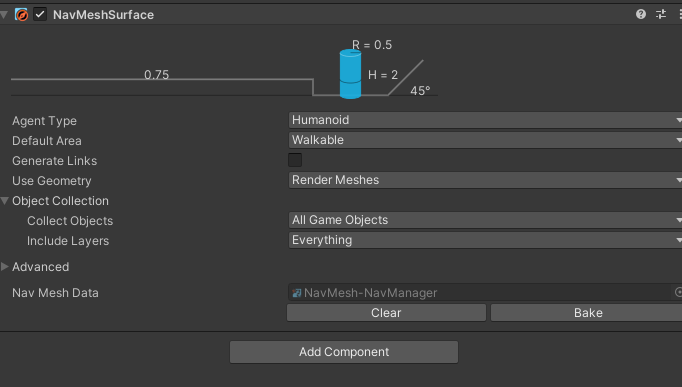 NavMeshSurface
R = 0.5
0.75
H = 2
45°
Agent Type Humanoid
Default Area Walkable
Generate Links
Use Geometry Render Meshes
Object Collection
Collect Objects All Game Objects
Include Layers Everything
Advanced
Nav Mesh Data NavMesh-NavManager
Clear Bake
Add Component